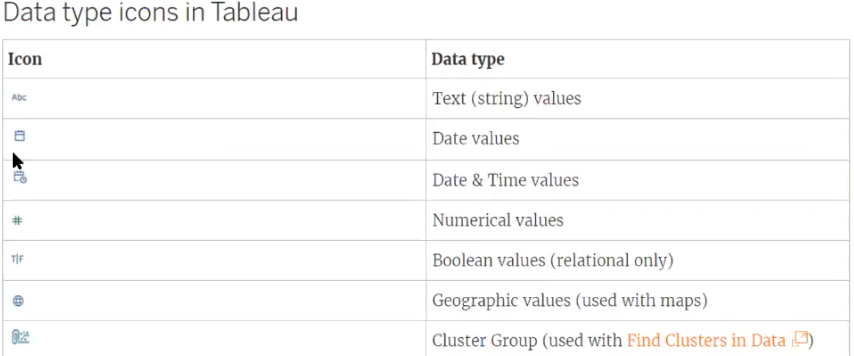 Data type icons in Tableau
Icon Data type
Abc Text (string) values
Date values
Date & Time values
# Numerical values
T|F Boolean values (relational only)
Geographic values (used with maps)
Cluster Group (used with Find Clusters in Data )